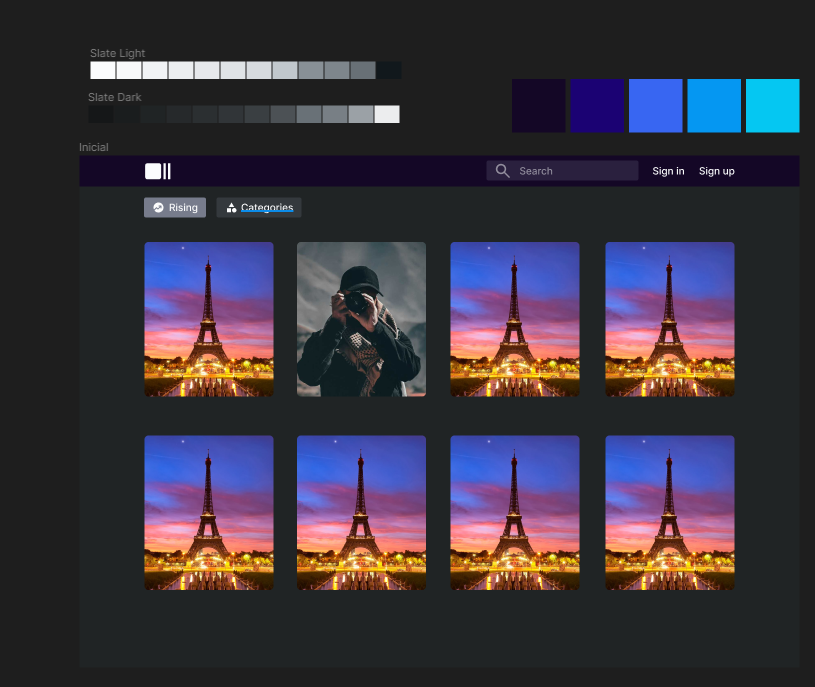 Slate Light
Slate Dark
Inicial
Search
Sign in
Sign up
Rising
Categories